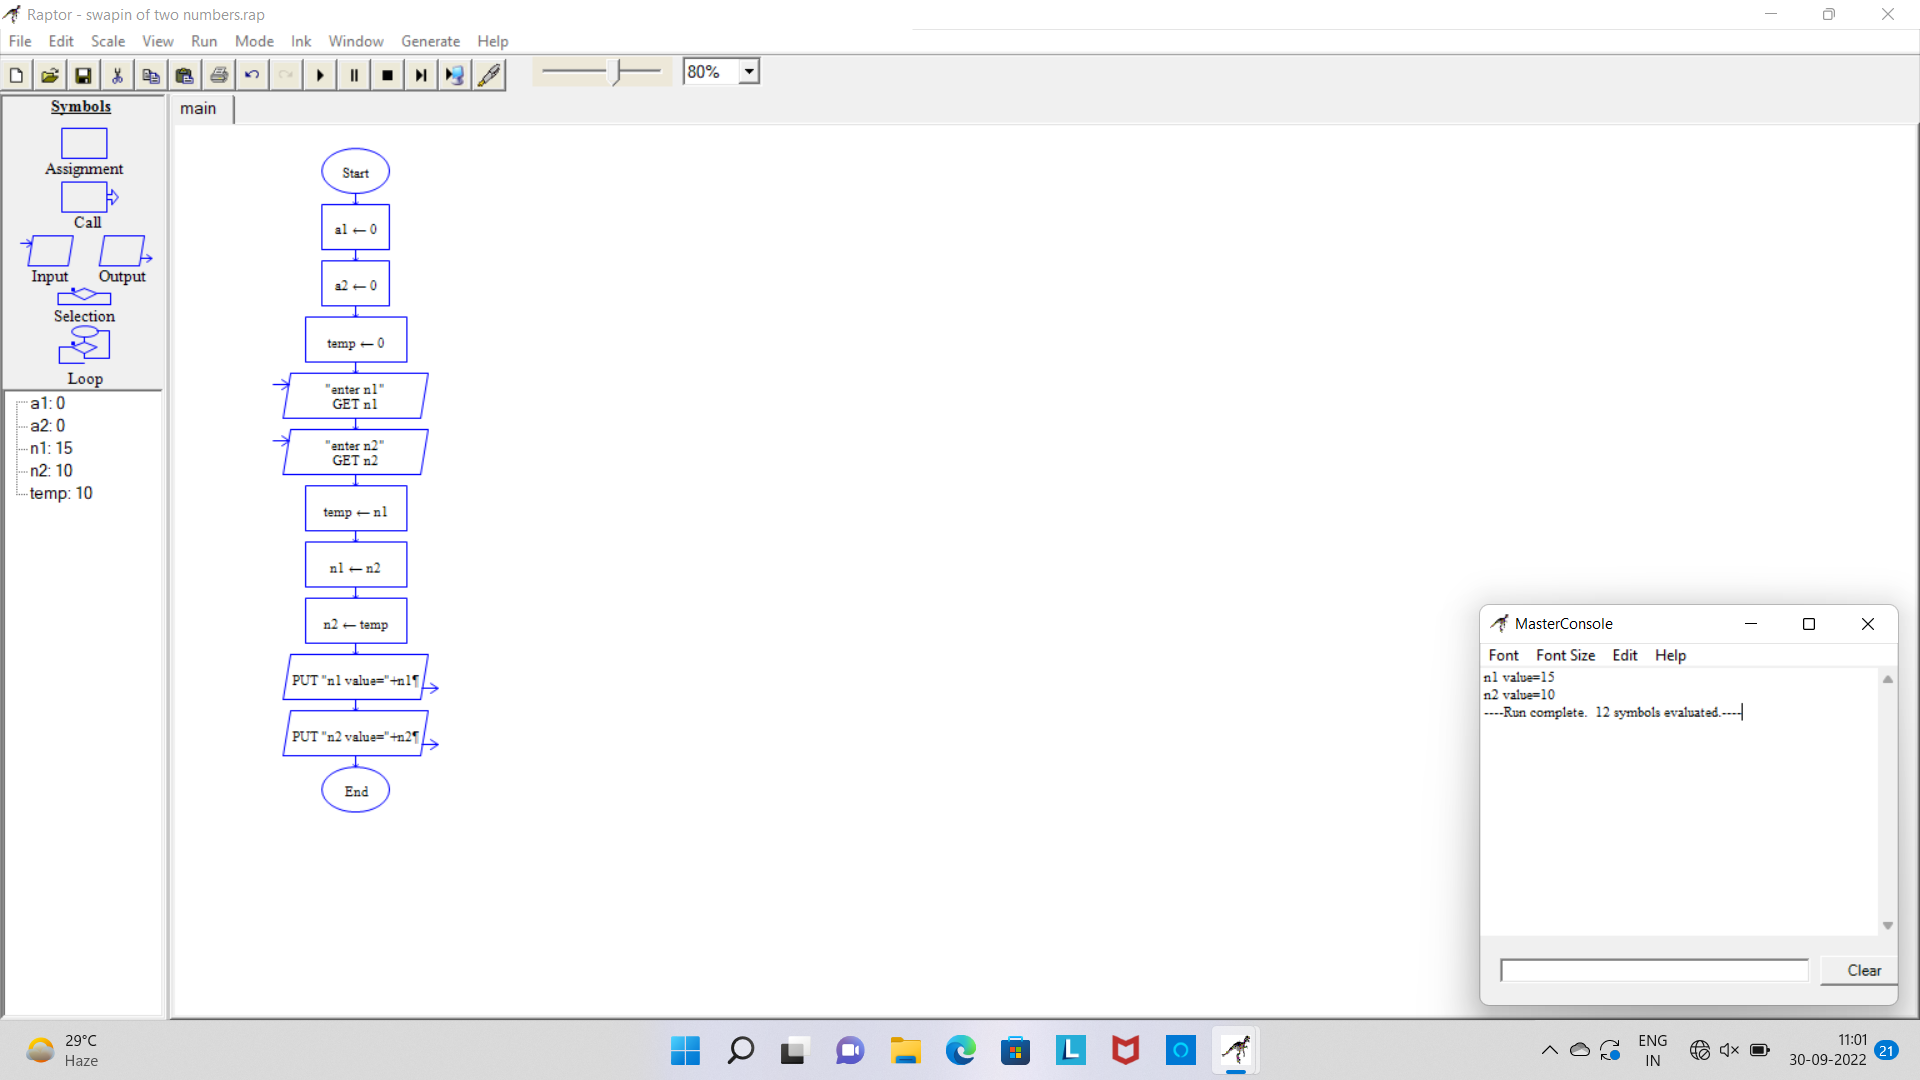 Raptor - swapin of two numbers.rap
File Edit Scale View Run Mode Ink Window Generate Help
80%
Symbols
Assignment
Call
Input Output
Selection
Loop
a1: 0
a2: 0
n1: 15
n2: 10
temp: 10
main
Start
a1 ← 0
a2 ← 0
temp ← 0
"enter n1"
GET n1
"enter n2"
GET n2
temp ← n1
n1 ← n2
n2 ← temp
PUT "n1 value="+n1¶
PUT "n2 value="+n2¶
End
MasterConsole
Font Font Size Edit Help
n1 value=15
n2 value=10
----Run complete.  12 symbols evaluated.----
Clear
29°C
Haze
L
ENG
IN
11:01
30-09-2022
21